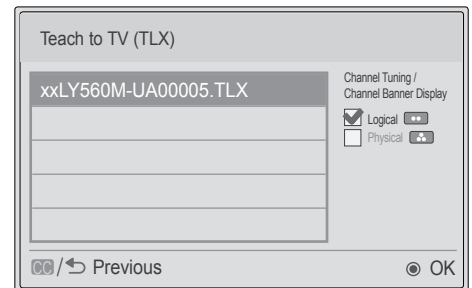 Teach to TV (TLX)
xxLY560M-UA00005.TLX
Channel Tuning /
Channel Banner Display
Logical
Physical
CC / Previous
OK